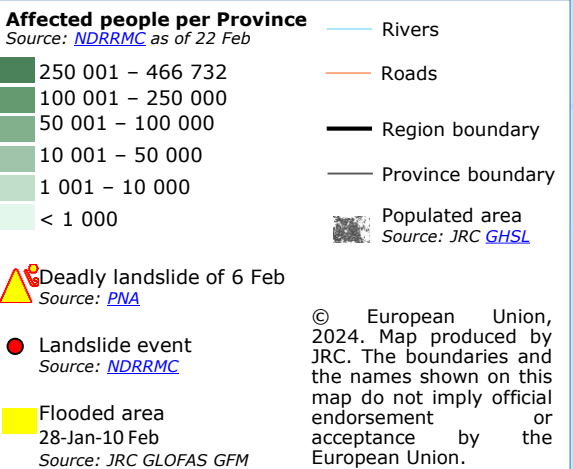 Affected people per Province
Source: NDRRMC as of 22 Feb
250 001 – 466 732
100 001 – 250 000
50 001 – 100 000
10 001 – 50 000
1 001 – 10 000
< 1 000
Deadly landslide of 6 Feb
Source: PNA
Landslide event
Source: NDRRMC
Flooded area
28-Jan-10 Feb
Source: JRC GLOFAS GFM
Rivers
Roads
Region boundary
Province boundary
Populated area
Source: JRC GHSL
© European Union,
2024. Map produced by
JRC. The boundaries and
the names shown on this
map do not imply official
endorsement or
acceptance by the
European Union.